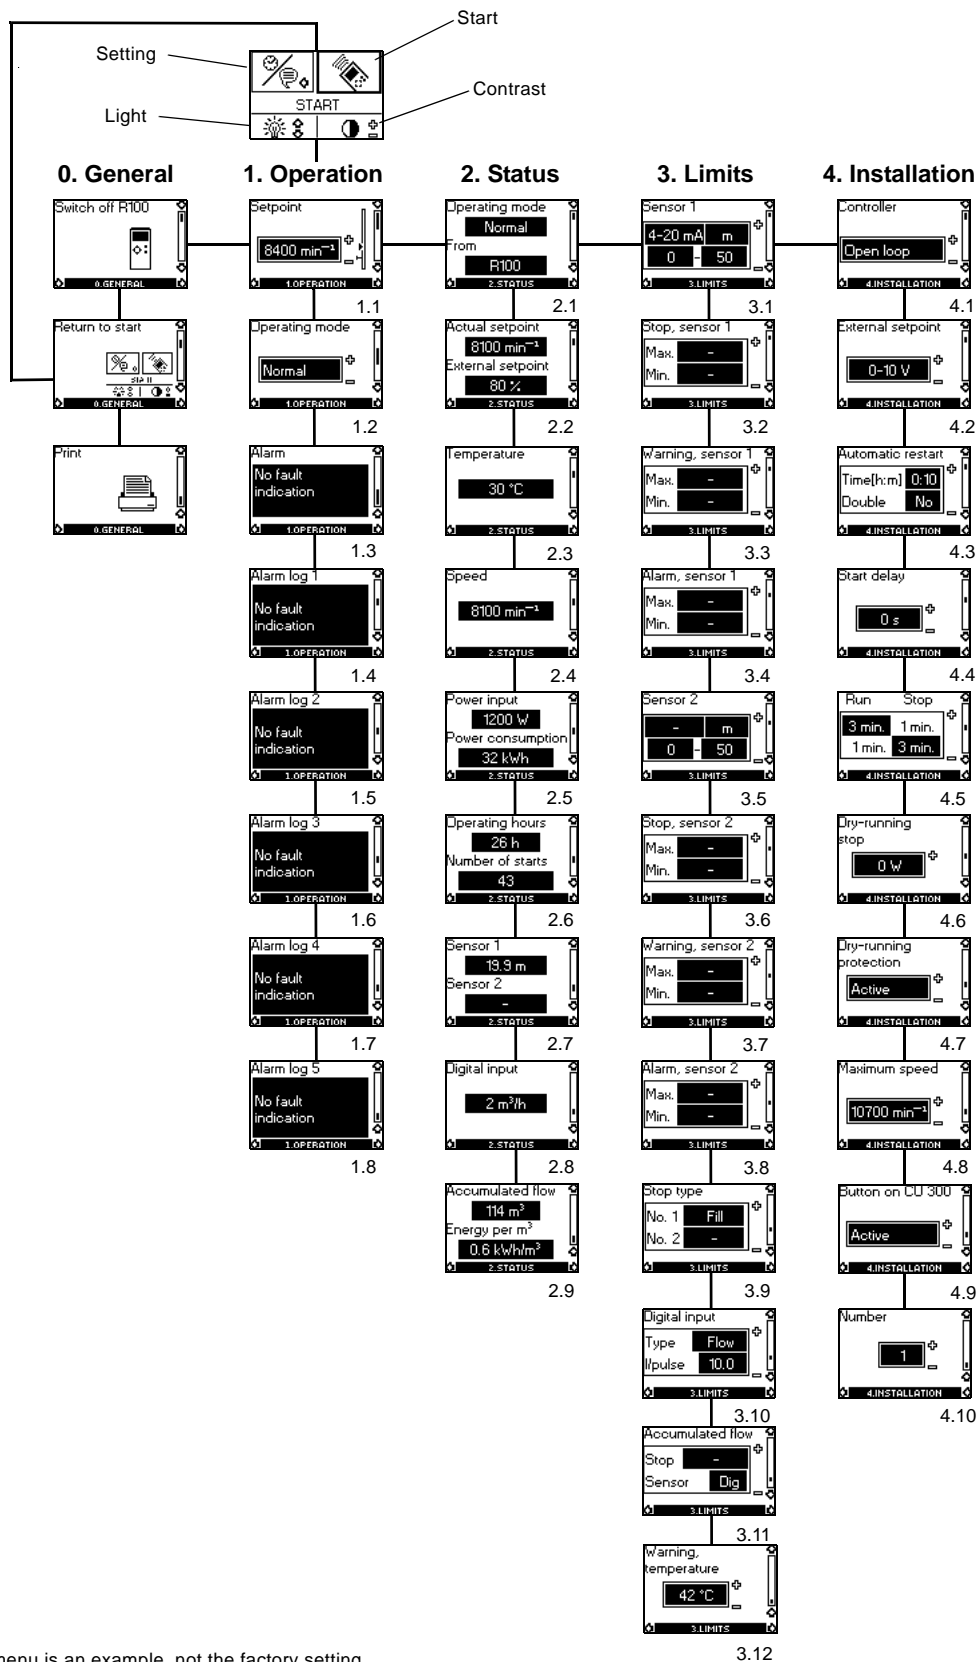 Start
Setting
START
Contrast
Light
0. General
1. Operation
2. Status
3. Limits
4. Installation
Switch off R100
0.GENERAL
Return to start
START
0.GENERAL
Print
0.GENERAL
Setpoint
8400 min⁻¹
1.OPERATION
1.1
Operating mode
Normal
1.OPERATION
1.2
Alarm
No fault
indication
1.OPERATION
1.3
Alarm log 1
No fault
indication
1.OPERATION
1.4
Alarm log 2
No fault
indication
1.OPERATION
1.5
Alarm log 3
No fault
indication
1.OPERATION
1.6
Alarm log 4
No fault
indication
1.OPERATION
1.7
Alarm log 5
No fault
indication
1.OPERATION
1.8
Operating mode
Normal
From
R100
2.STATUS
2.1
Actual setpoint
8100 min⁻¹
External setpoint
80 %
2.STATUS
2.2
Temperature
30 °C
2.STATUS
2.3
Speed
8100 min⁻¹
2.STATUS
2.4
Power input
1200 W
Power consumption
32 kWh
2.STATUS
2.5
Operating hours
26 h
Number of starts
43
2.STATUS
2.6
Sensor 1
19.9 m
Sensor 2
-
2.STATUS
2.7
Digital input
2 m³/h
2.STATUS
2.8
Accumulated flow
114 m³
Energy per m³
0.6 kWh/m³
2.STATUS
2.9
Sensor 1
4-20 mA m
0 - 50
3.LIMITS
3.1
Stop, sensor 1
Max. -
Min. -
3.LIMITS
3.2
Warning, sensor 1
Max. -
Min. -
3.LIMITS
3.3
Alarm, sensor 1
Max. -
Min. -
3.LIMITS
3.4
Sensor 2
- m
0 - 50
3.LIMITS
3.5
Stop, sensor 2
Max. -
Min. -
3.LIMITS
3.6
Warning, sensor 2
Max. -
Min. -
3.LIMITS
3.7
Alarm, sensor 2
Max. -
Min. -
3.LIMITS
3.8
Stop type
No. 1 Fill
No. 2 -
3.LIMITS
3.9
Digital input
Type Flow
l/pulse 10.0
3.LIMITS
3.10
Accumulated flow
Stop -
Sensor Dig
3.LIMITS
3.11
Warning,
temperature
42 °C
3.LIMITS
3.12
Controller
Open loop
4.INSTALLATION
4.1
External setpoint
0-10 V
4.INSTALLATION
4.2
Automatic restart
Time[h:m] 0:10
Double No
4.INSTALLATION
4.3
Start delay
0 s
4.INSTALLATION
4.4
Run Stop
3 min. 1 min.
1 min. 3 min.
4.INSTALLATION
4.5
Dry-running
stop
0 W
4.INSTALLATION
4.6
Dry-running
protection
Active
4.INSTALLATION
4.7
Maximum speed
10700 min⁻¹
4.INSTALLATION
4.8
Button on CU 300
Active
4.INSTALLATION
4.9
Number
1
4.INSTALLATION
4.10
menu is an example, not the factory setting